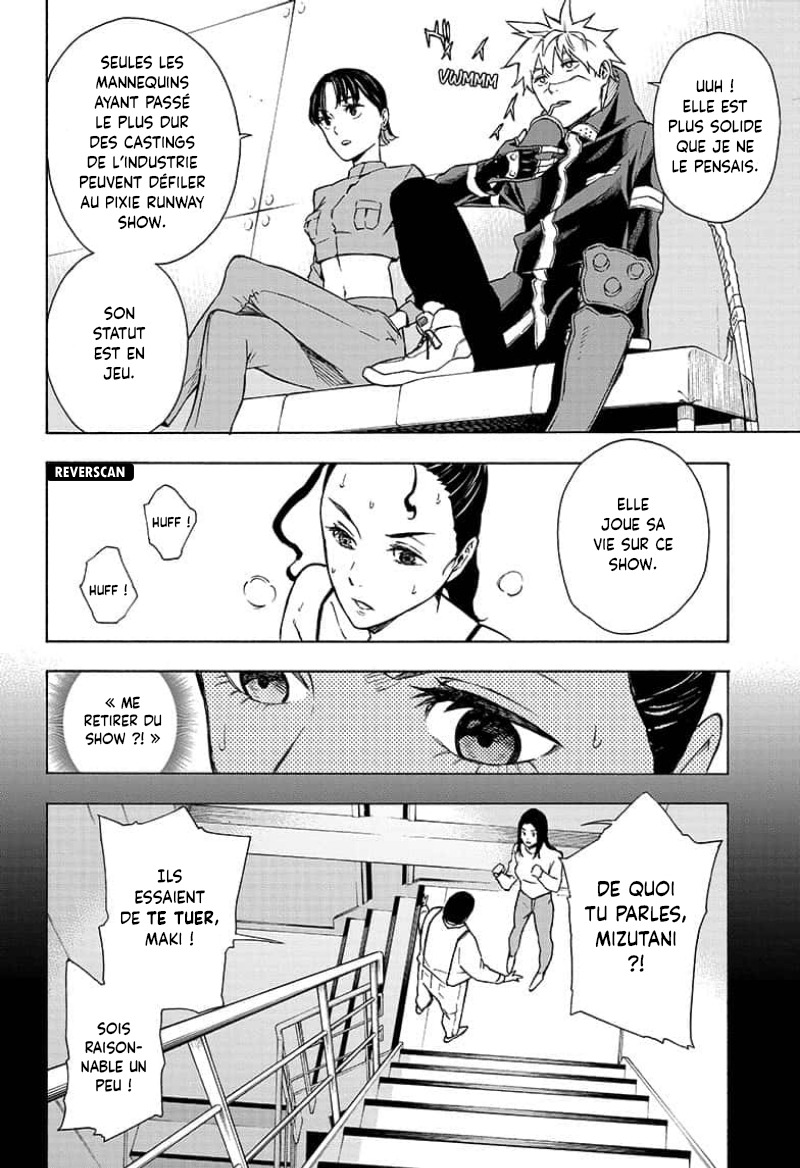 UUH !
ELLE EST
PLUS SOLIDE
QUE JE NE
LE PENSAIS.
VWMMM
SEULES LES
MANNEQUINS
AYANT PASSÉ
LE PLUS DUR
DES CASTINGS
DE L'INDUSTRIE
PEUVENT DÉFILER
AU PIXIE RUNWAY
SHOW.
SON
STATUT
EST EN
JEU.
REVERSCAN
ELLE
JOUE SA
VIE SUR CE
SHOW.
HUFF !
HUFF !
« ME
RETIRER DU
SHOW ?! »
DE QUOI
TU PARLES,
MIZUTANI
?!
ILS
ESSAIENT
DE TE TUER,
MAKI !
SOIS
RAISON-
NABLE UN
PEU !